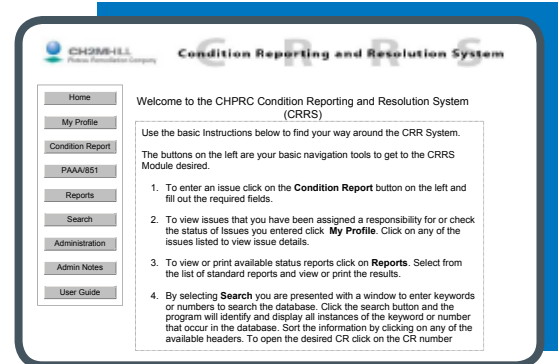 CH2MHILL
Plateau Remediation Company
Condition Reporting and Resolution System
Home
My Profile
Condition Report
PAAA/851
Reports
Search
Administration
Admin Notes
User Guide
Welcome to the CHPRC Condition Reporting and Resolution System
(CRRS)
Use the basic Instructions below to find your way around the CRR System.
The buttons on the left are your basic navigation tools to get to the CRRS
Module desired.
1. To enter an issue click on the Condition Report button on the left and
fill out the required fields.
2. To view issues that you have been assigned a responsibility for or check
the status of Issues you entered click My Profile. Click on any of the
issues listed to view issue details.
3. To view or print available status reports click on Reports. Select from
the list of standard reports and view or print the results.
4. By selecting Search you are presented with a window to enter keywords
or numbers to search the database. Click the search button and the
program will identify and display all instances of the keyword or number
that occur in the database. Sort the information by clicking on any of the
available headers. To open the desired CR click on the CR number